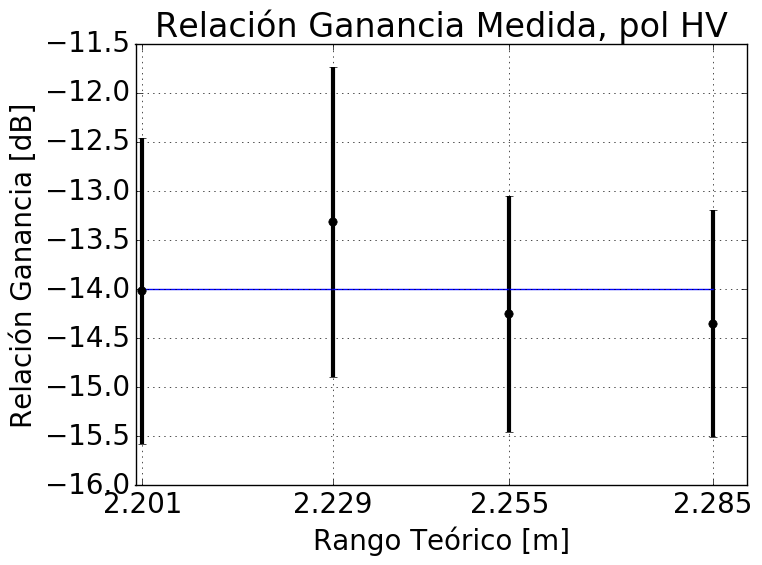 Relación Ganancia Medida, pol HV
Relación Ganancia [dB]
−11.5
−12.0
−12.5
−13.0
−13.5
−14.0
−14.5
−15.0
−15.5
−16.0
2.201 2.229 2.255 2.285
Rango Teórico [m]